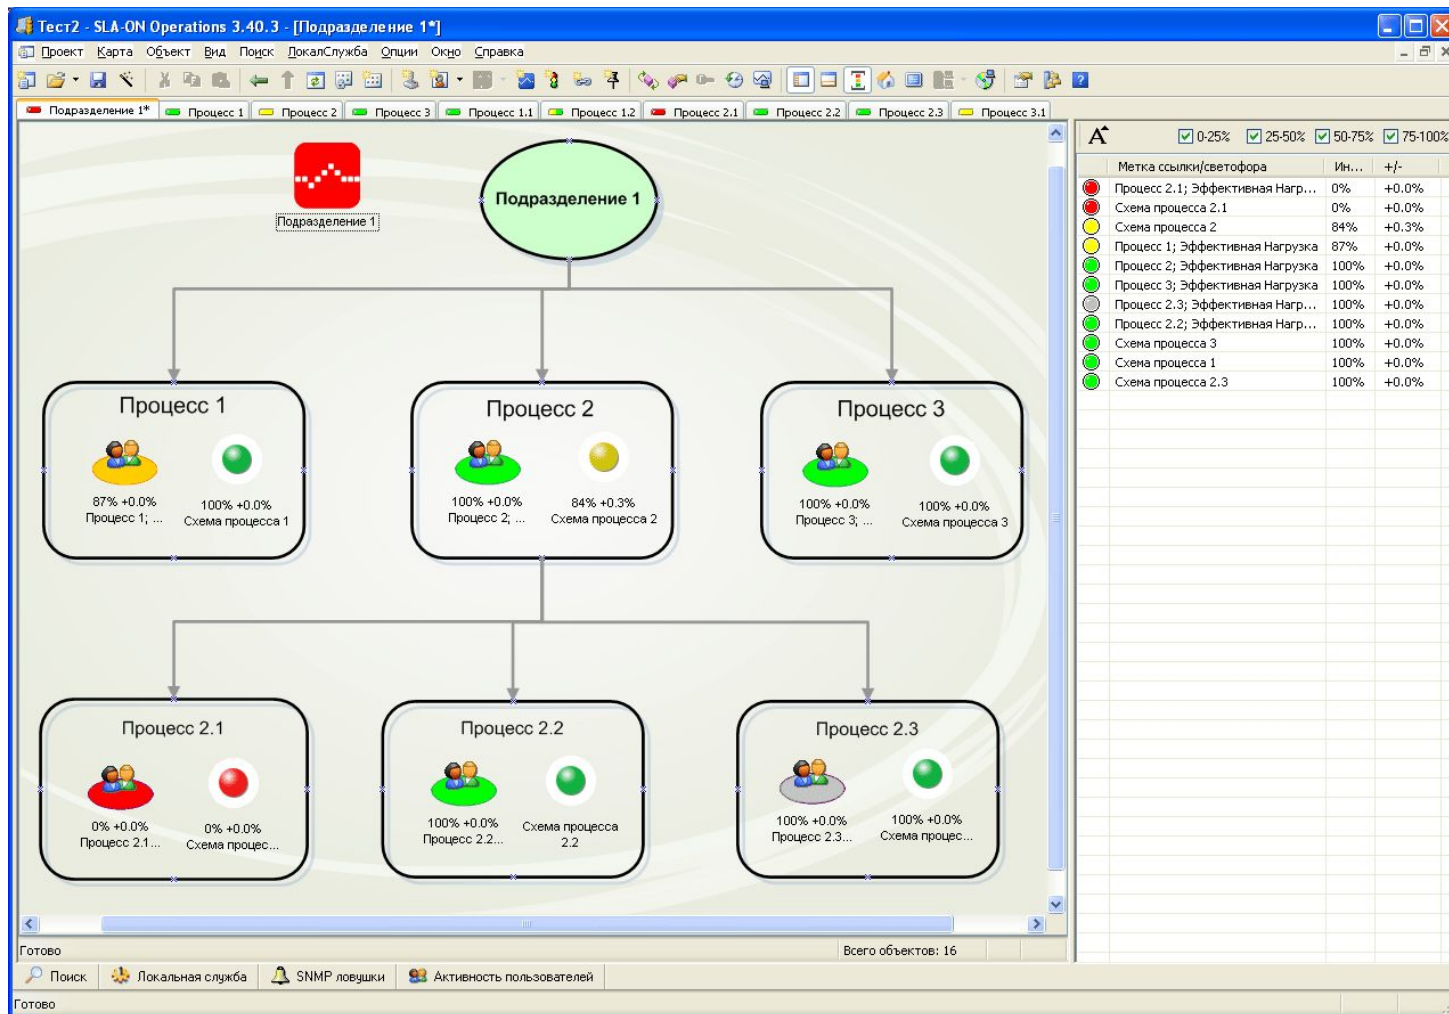 Тест2 - SLA-ON Operations 3.40.3 - [Подразделение 1*]
Проект Карта Объект Вид Поиск ЛокалСлужба Опции Окно Справка
Подразделение 1* Процесс 1 Процесс 2 Процесс 3 Процесс 1.1 Процесс 1.2 Процесс 2.1 Процесс 2.2 Процесс 2.3 Процесс 3.1
Подразделение 1
Подразделение 1
Процесс 1
87% +0.0%
Процесс 1; ...
100% +0.0%
Схема процесса 1
Процесс 2
100% +0.0%
Процесс 2; ...
84% +0.3%
Схема процесса 2
Процесс 3
100% +0.0%
Процесс 3; ...
100% +0.0%
Схема процесса 3
Процесс 2.1
0% +0.0%
Процесс 2.1...
0% +0.0%
Схема процес...
Процесс 2.2
100% +0.0%
Процесс 2.2...
Схема процесса
2.2
Процесс 2.3
100% +0.0%
Процесс 2.3...
100% +0.0%
Схема процес...
A 0-25% 25-50% 50-75% 75-100%
Метка ссылки/светофора Ин... +/-
Процесс 2.1; Эффективная Нагр... 0% +0.0%
Схема процесса 2.1 0% +0.0%
Схема процесса 2 84% +0.3%
Процесс 1; Эффективная Нагрузка 87% +0.0%
Процесс 2; Эффективная Нагрузка 100% +0.0%
Процесс 3; Эффективная Нагрузка 100% +0.0%
Процесс 2.3; Эффективная Нагр... 100% +0.0%
Процесс 2.2; Эффективная Нагр... 100% +0.0%
Схема процесса 3 100% +0.0%
Схема процесса 1 100% +0.0%
Схема процесса 2.3 100% +0.0%
Готово Всего объектов: 16
Поиск Локальная служба SNMP ловушки Активность пользователей
Готово